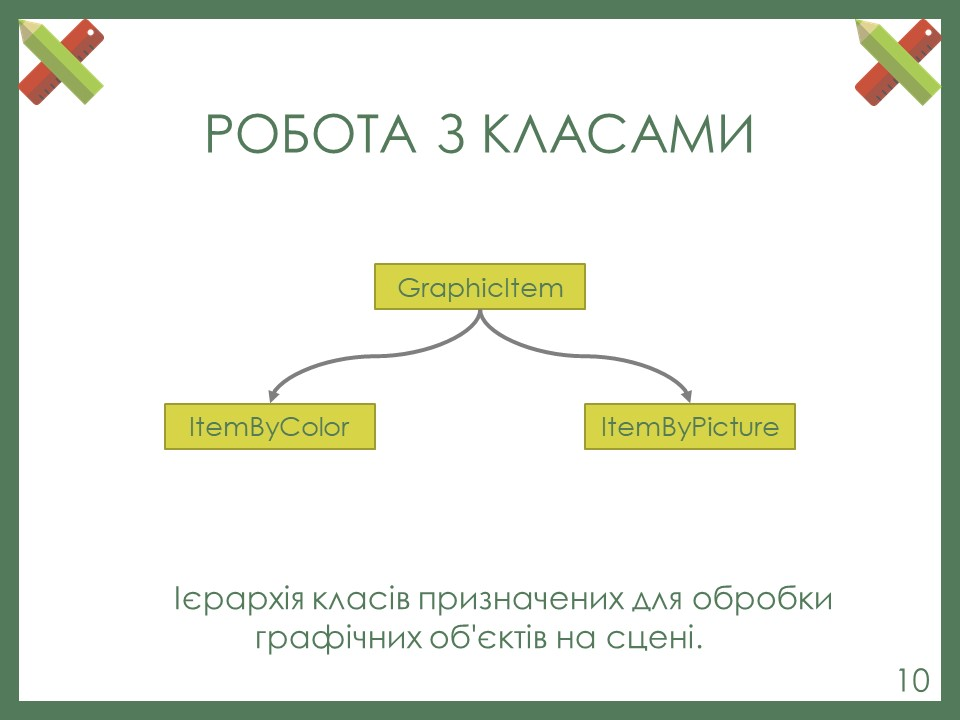 РОБОТА З КЛАСАМИ
GraphicItem
ItemByColor
ItemByPicture
Ієрархія класів призначених для обробки
графічних об'єктів на сцені.
10